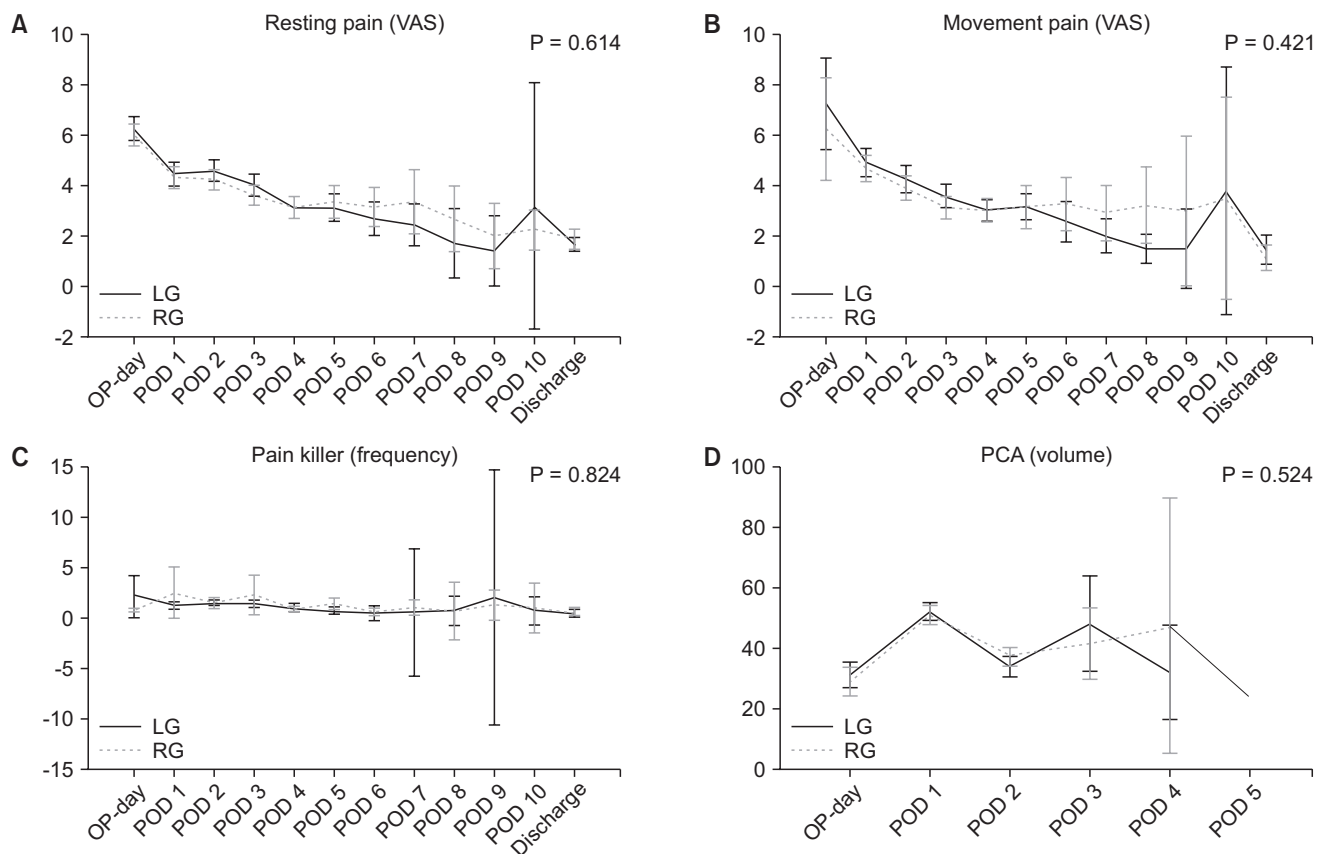 A
Resting pain (VAS)
P = 0.614
10
8
6
4
2
0
-2
LG
RG
OP-day
POD 1
POD 2
POD 3
POD 4
POD 5
POD 6
POD 7
POD 8
POD 9
POD 10
Discharge
B
Movement pain (VAS)
P = 0.421
10
8
6
4
2
0
-2
LG
RG
OP-day
POD 1
POD 2
POD 3
POD 4
POD 5
POD 6
POD 7
POD 8
POD 9
POD 10
Discharge
C
Pain killer (frequency)
P = 0.824
15
10
5
0
-5
-10
-15
LG
RG
OP-day
POD 1
POD 2
POD 3
POD 4
POD 5
POD 6
POD 7
POD 8
POD 9
POD 10
Discharge
D
PCA (volume)
P = 0.524
100
80
60
40
20
0
LG
RG
OP-day
POD 1
POD 2
POD 3
POD 4
POD 5